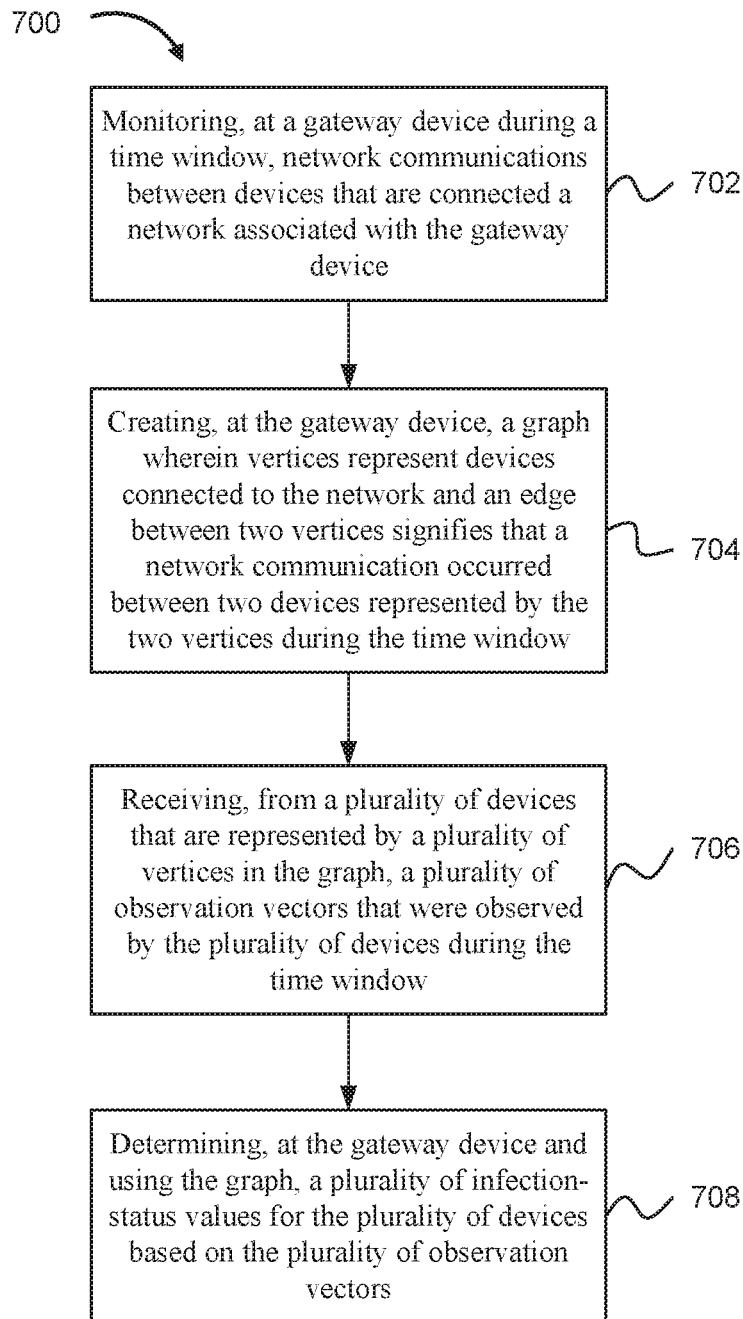 700
Monitoring, at a gateway device during a
time window, network communications
between devices that are connected a
network associated with the gateway
device
702
Creating, at the gateway device, a graph
wherein vertices represent devices
connected to the network and an edge
between two vertices signifies that a
network communication occurred
between two devices represented by the
two vertices during the time window
704
Receiving, from a plurality of devices
that are represented by a plurality of
vertices in the graph, a plurality of
observation vectors that were observed
by the plurality of devices during the
time window
706
Determining, at the gateway device and
using the graph, a plurality of infection-
status values for the plurality of devices
based on the plurality of observation
vectors
708